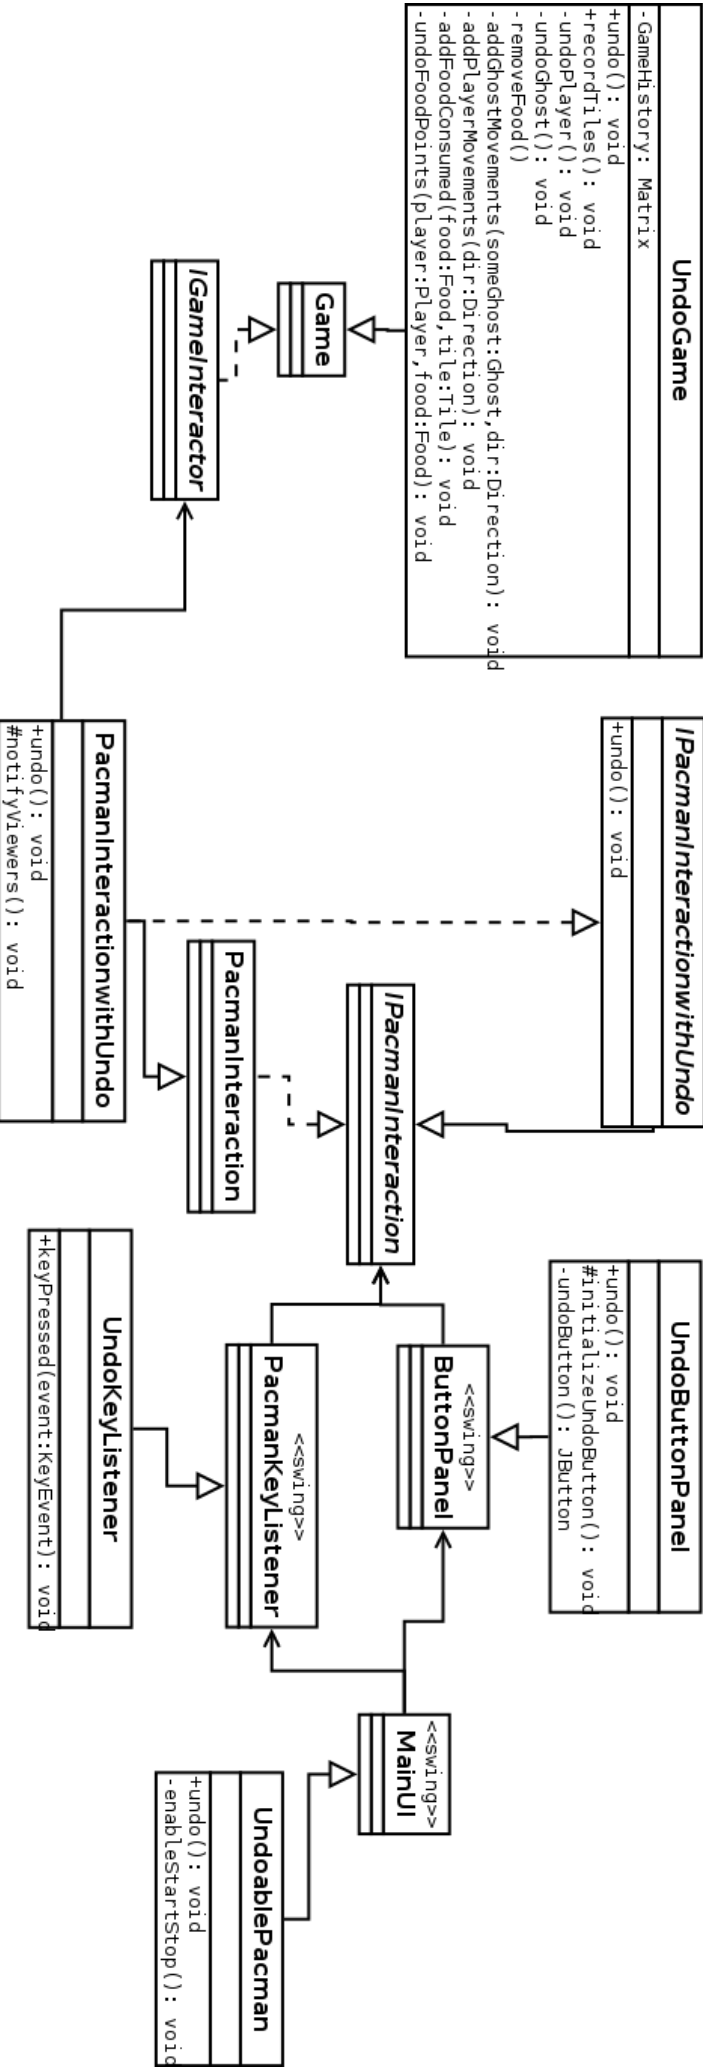 UndoGame
-GameHistory: Matrix
+undo(): void
+recordTiles(): void
-undoPlayer(): void
-undoGhost(): void
-removeFood()
-addGhostMovements(someGhost:Ghost,dir:Direction): void
-addPlayerMovements(dir:Direction): void
-addFoodConsumed(food:Food,tile:Tile): void
-undoFoodPoints(player:Player,food:Food): void
Game
IGameInteractor
IPacmanInteractionwithUndo
+undo(): void
IPacmanInteraction
PacmanInteraction
PacmanInteractionwithUndo
+undo(): void
#notifyViewers(): void
UndoButtonPanel
+undo(): void
#initializeUndoButton(): void
-undoButton(): JButton
<<swing>>
ButtonPanel
<<swing>>
PacmanKeyListener
UndoKeyListener
+keyPressed(event:KeyEvent): void
<<swing>>
MainUI
UndoablePacman
+undo(): void
-enableStartStop(): void